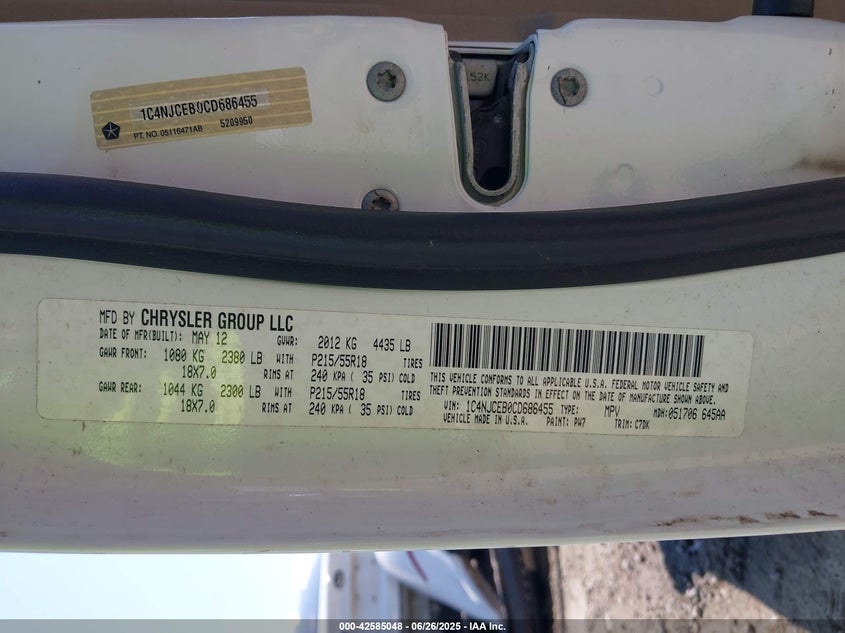 52K
1C4NJCEB0CD686455
5209950
PT. NO. 05116471AB
MFD BY CHRYSLER GROUP LLC
DATE OF MFR(BUILT): MAY 12 GVWR: 2012 KG 4435 LB
GAWR FRONT: 1080 KG 2380 LB WITH P215/55R18 TIRES
18X7.0 RIMS AT 240 KPA ( 35 PSI) COLD
GAWR REAR: 1044 KG 2300 LB WITH P215/55R18 TIRES
18X7.0 RIMS AT 240 KPA ( 35 PSI) COLD
THIS VEHICLE CONFORMS TO ALL APPLICABLE U.S.A. FEDERAL MOTOR VEHICLE SAFETY AND
THEFT PREVENTION STANDARDS IN EFFECT ON THE DATE OF MANUFACTURE SHOWN ABOVE.
VIN: 1C4NJCEB0CD686455 TYPE: MPV MDH:051706 645AA
VEHICLE MADE IN U.S.A. PAINT: PW7 TRIM: C7DK
000-42585048 | 06/26/2025 | IAA Inc.